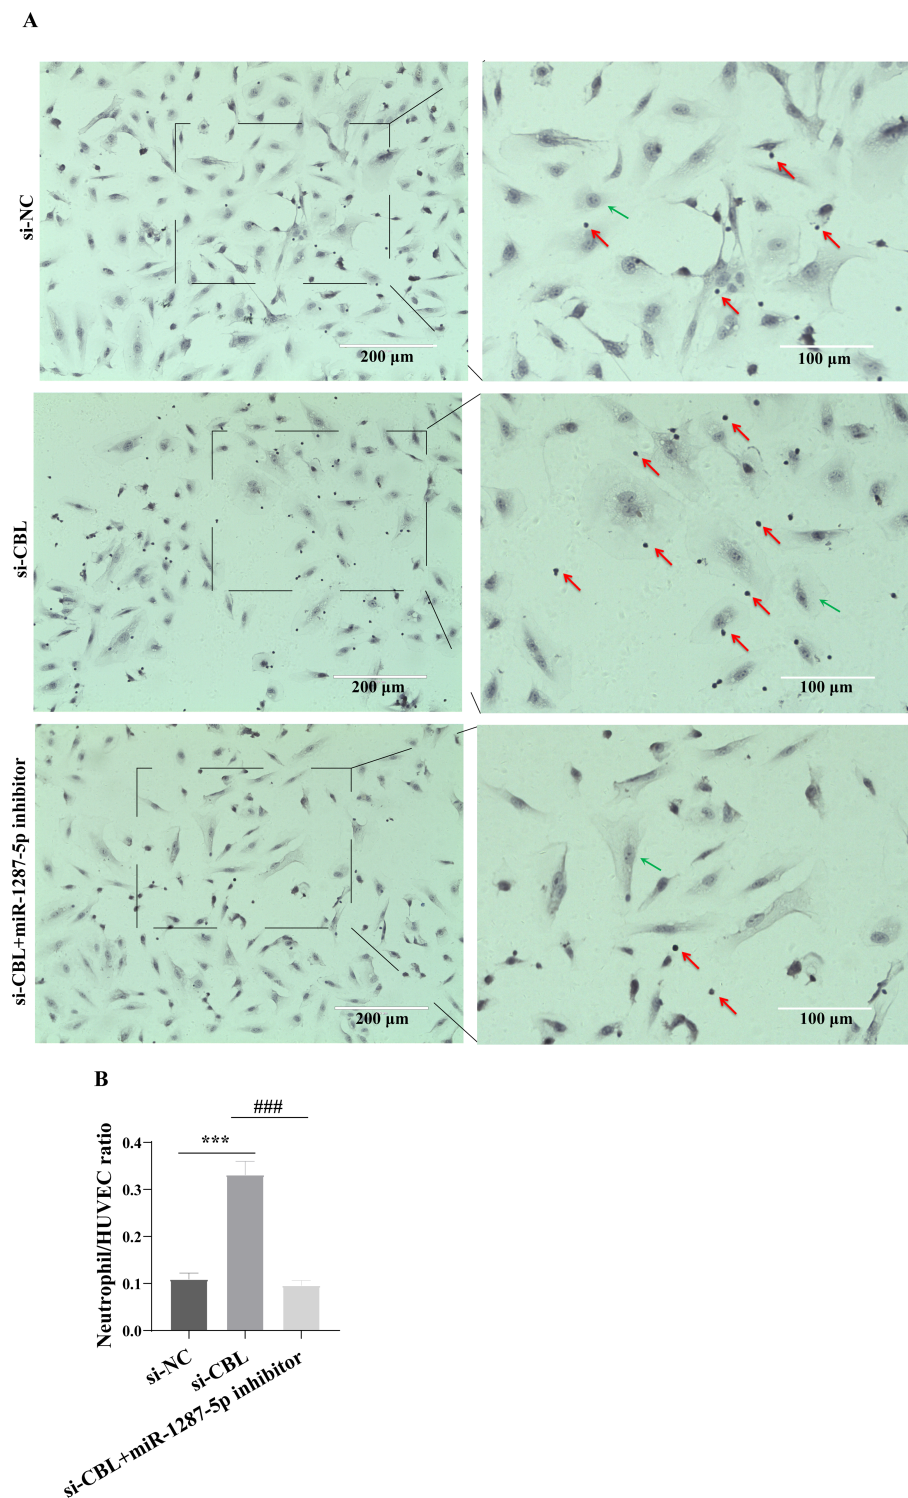 A
si-NC
200 µm
100 µm
si-CBL
200 µm
100 µm
si-CBL+miR-1287-5p inhibitor
200 µm
100 µm
B
###
***
Neutrophil/HUVEC ratio
0.4
0.3
0.2
0.1
0.0
si-NC
si-CBL
si-CBL+miR-1287-5p inhibitor